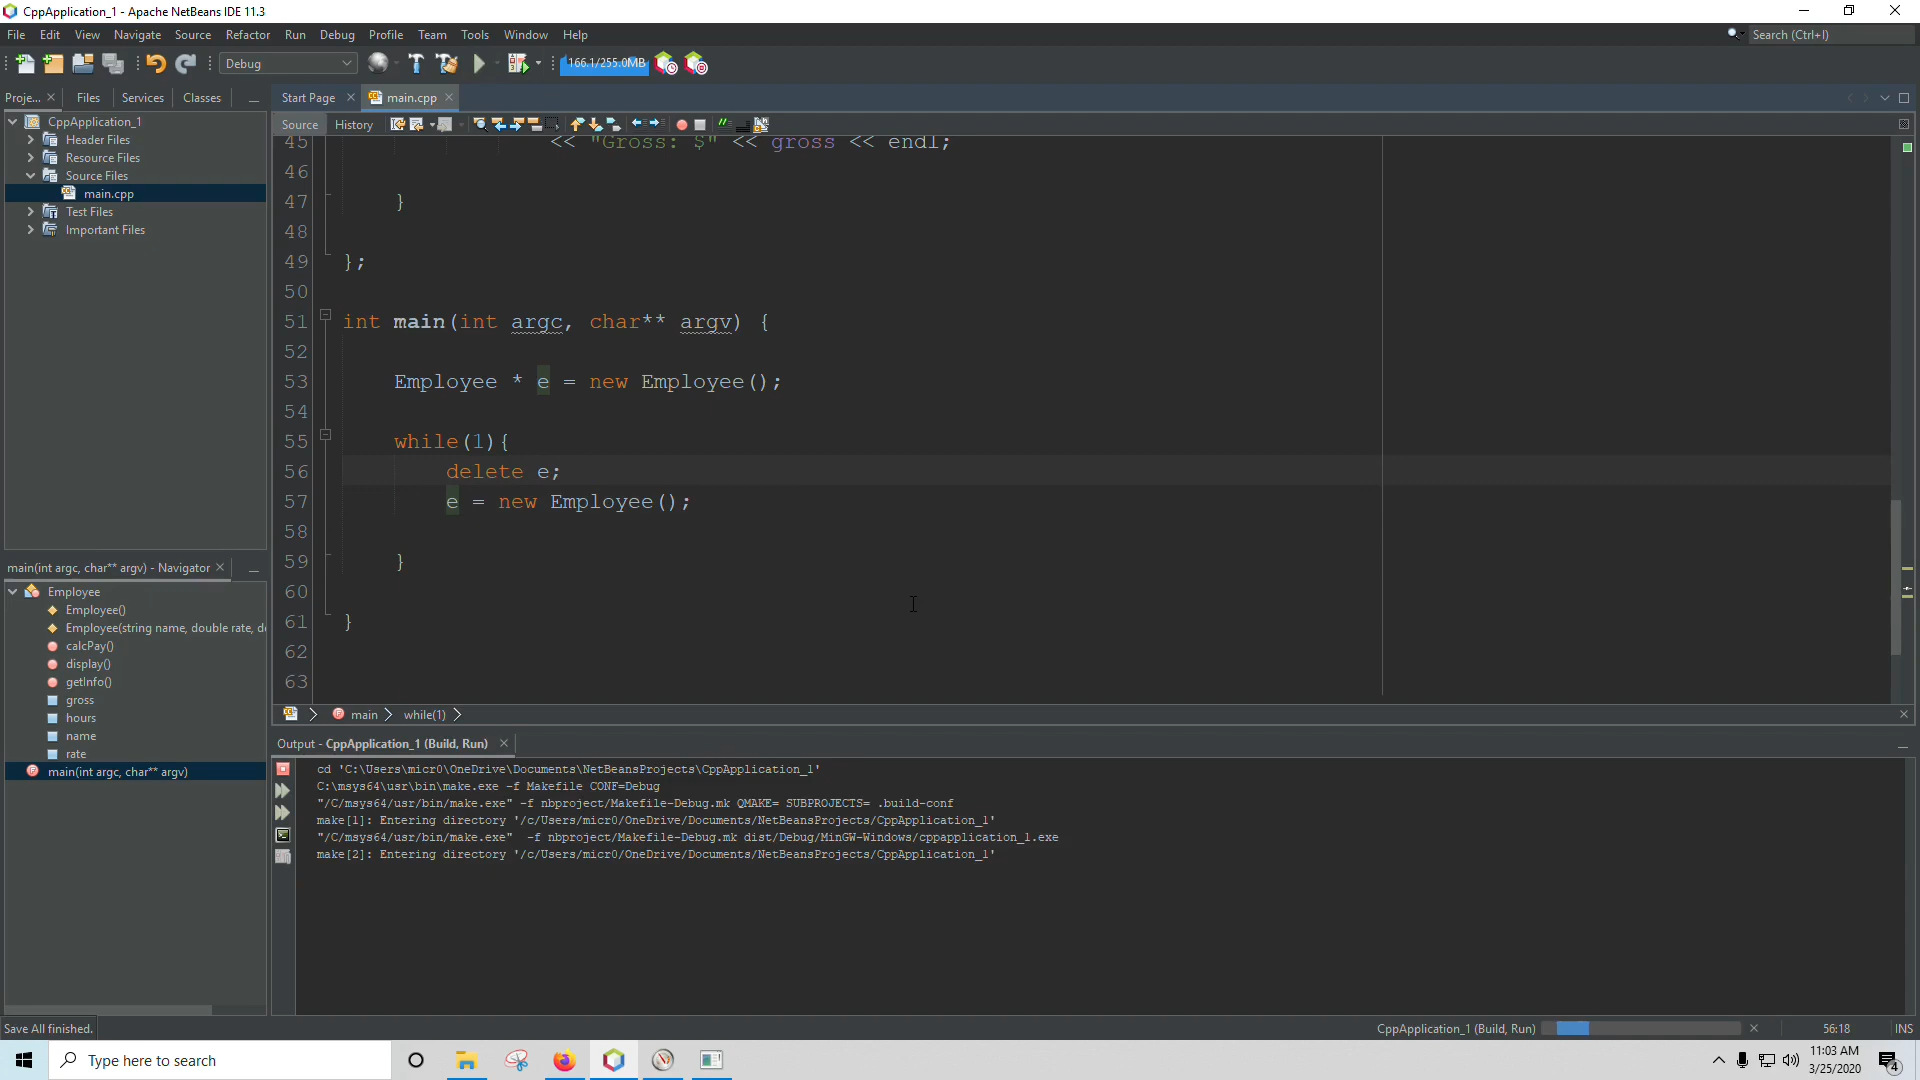 CppApplication_1 - Apache NetBeans IDE 11.3
File Edit View Navigate Source Refactor Run Debug Profile Team Tools Window Help
Search (Ctrl+I)
Debug
166.1/255.0MB
Proje... Files Services Classes
Start Page main.cpp
CppApplication_1
Header Files
Resource Files
Source Files
main.cpp
Test Files
Important Files
Source History
45 << "Gross: $" << gross << endl;
46
47 }
48
49 };
50
51 int main(int argc, char** argv) {
52
53 Employee * e = new Employee();
54
55 while(1){
56 delete e;
57 e = new Employee();
58
59 }
60
61 }
62
63
main while(1)
main(int argc, char** argv) - Navigator
Employee
Employee()
Employee(string name, double rate, d
calcPay()
display()
getInfo()
gross
hours
name
rate
main(int argc, char** argv)
Output - CppApplication_1 (Build, Run)
cd 'C:\Users\micr0\OneDrive\Documents\NetBeansProjects\CppApplication_1'
C:\msys64\usr\bin\make.exe -f Makefile CONF=Debug
"/C/msys64/usr/bin/make.exe" -f nbproject/Makefile-Debug.mk QMAKE= SUBPROJECTS= .build-conf
make[1]: Entering directory '/c/Users/micr0/OneDrive/Documents/NetBeansProjects/CppApplication_1'
"/C/msys64/usr/bin/make.exe" -f nbproject/Makefile-Debug.mk dist/Debug/MinGW-Windows/cppapplication_1.exe
make[2]: Entering directory '/c/Users/micr0/OneDrive/Documents/NetBeansProjects/CppApplication_1'
Save All finished.
CppApplication_1 (Build, Run)
56:18
INS
Type here to search
11:03 AM
3/25/2020
4